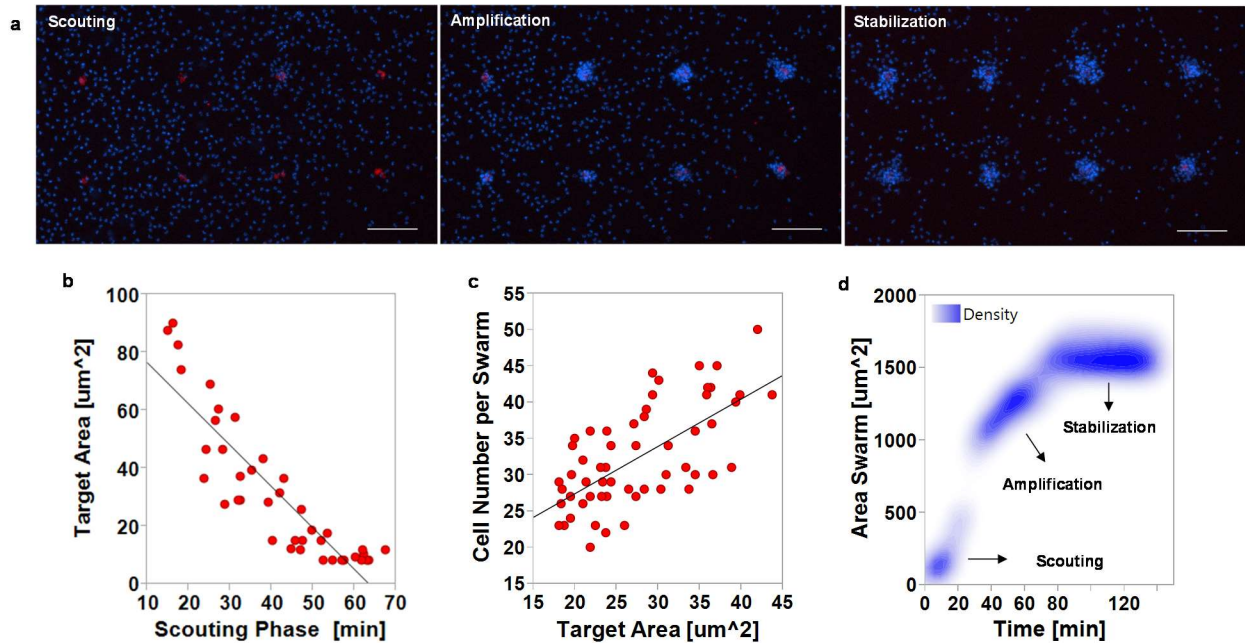 a
Scouting
Amplification
Stabilization
b
Target Area [um^2]
100
80
60
40
20
0
10 20 30 40 50 60 70
Scouting Phase [min]
c
Cell Number per Swarm
55
50
45
40
35
30
25
20
15
15 20 25 30 35 40 45
Target Area [um^2]
d
Area Swarm [um^2]
2000
1500
1000
500
0
Density
Stabilization
Amplification
Scouting
0 20 40 60 80 120
Time [min]